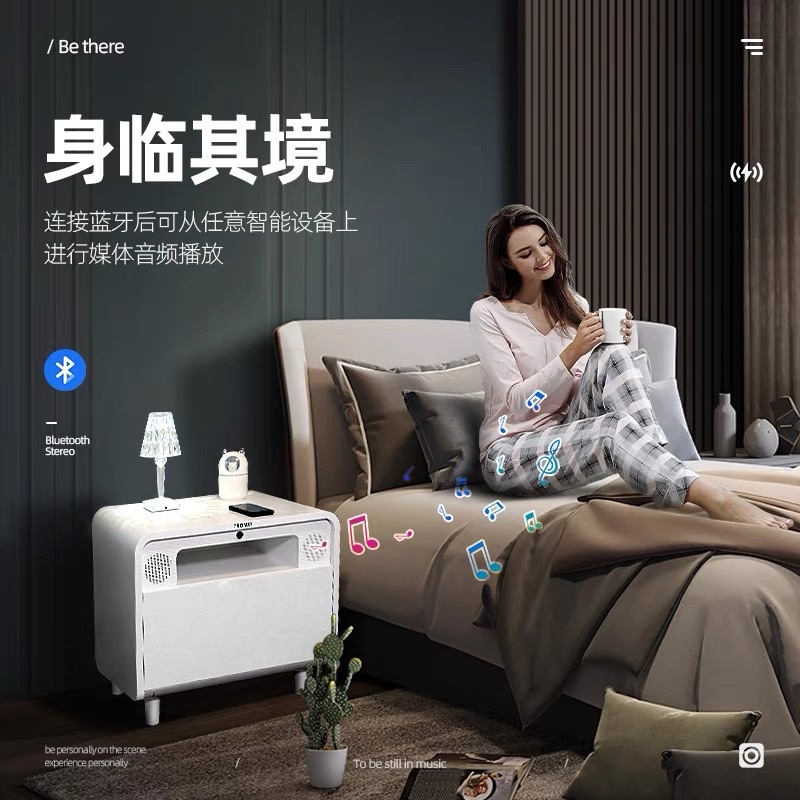 / Be there
身临其境
连接蓝牙后可从任意智能设备上
进行媒体音频播放
Bluetooth
Stereo
be personally on the scene
experience personally
/
To be still in music
/